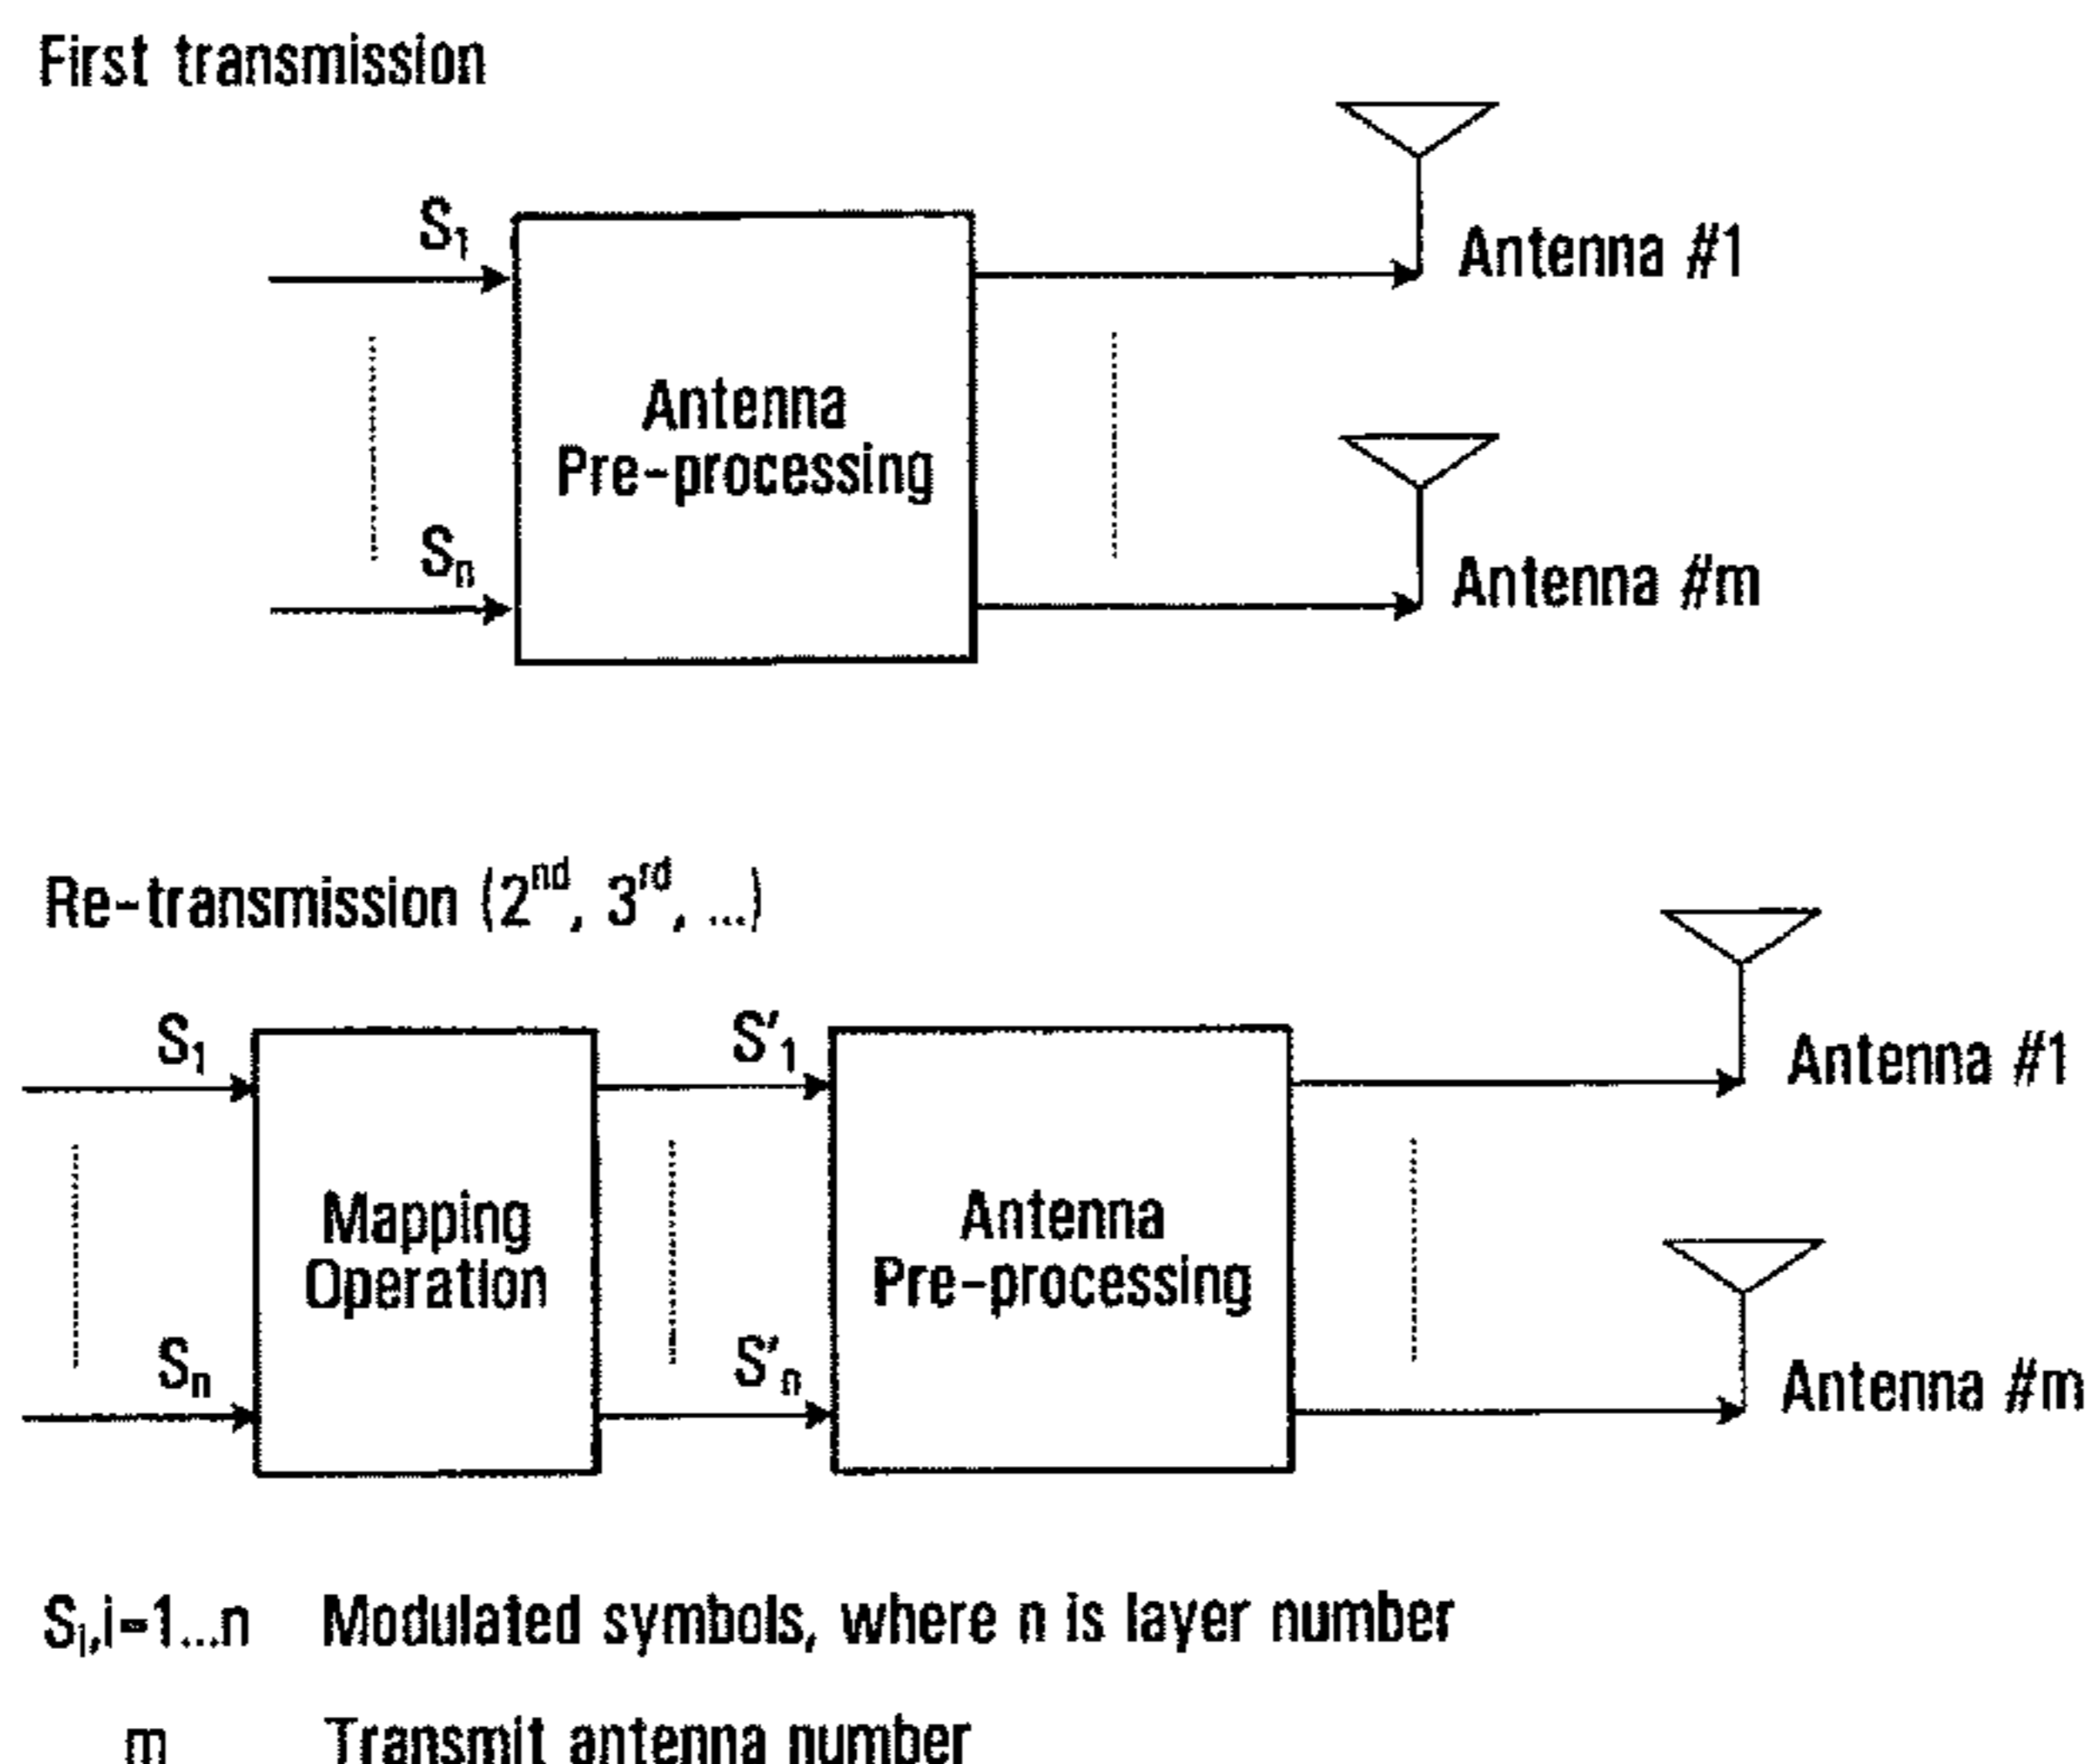 First transmission
S1
Antenna #1
Antenna
Pre-processing
Sn
Antenna #m
Re-transmission (2nd, 3rd, ...)
S1
S'1
Antenna #1
Mapping
Operation
Antenna
Pre-processing
Sn
S'n
Antenna #m
Si,i=1...n Modulated symbols, where n is layer number
m Transmit antenna number